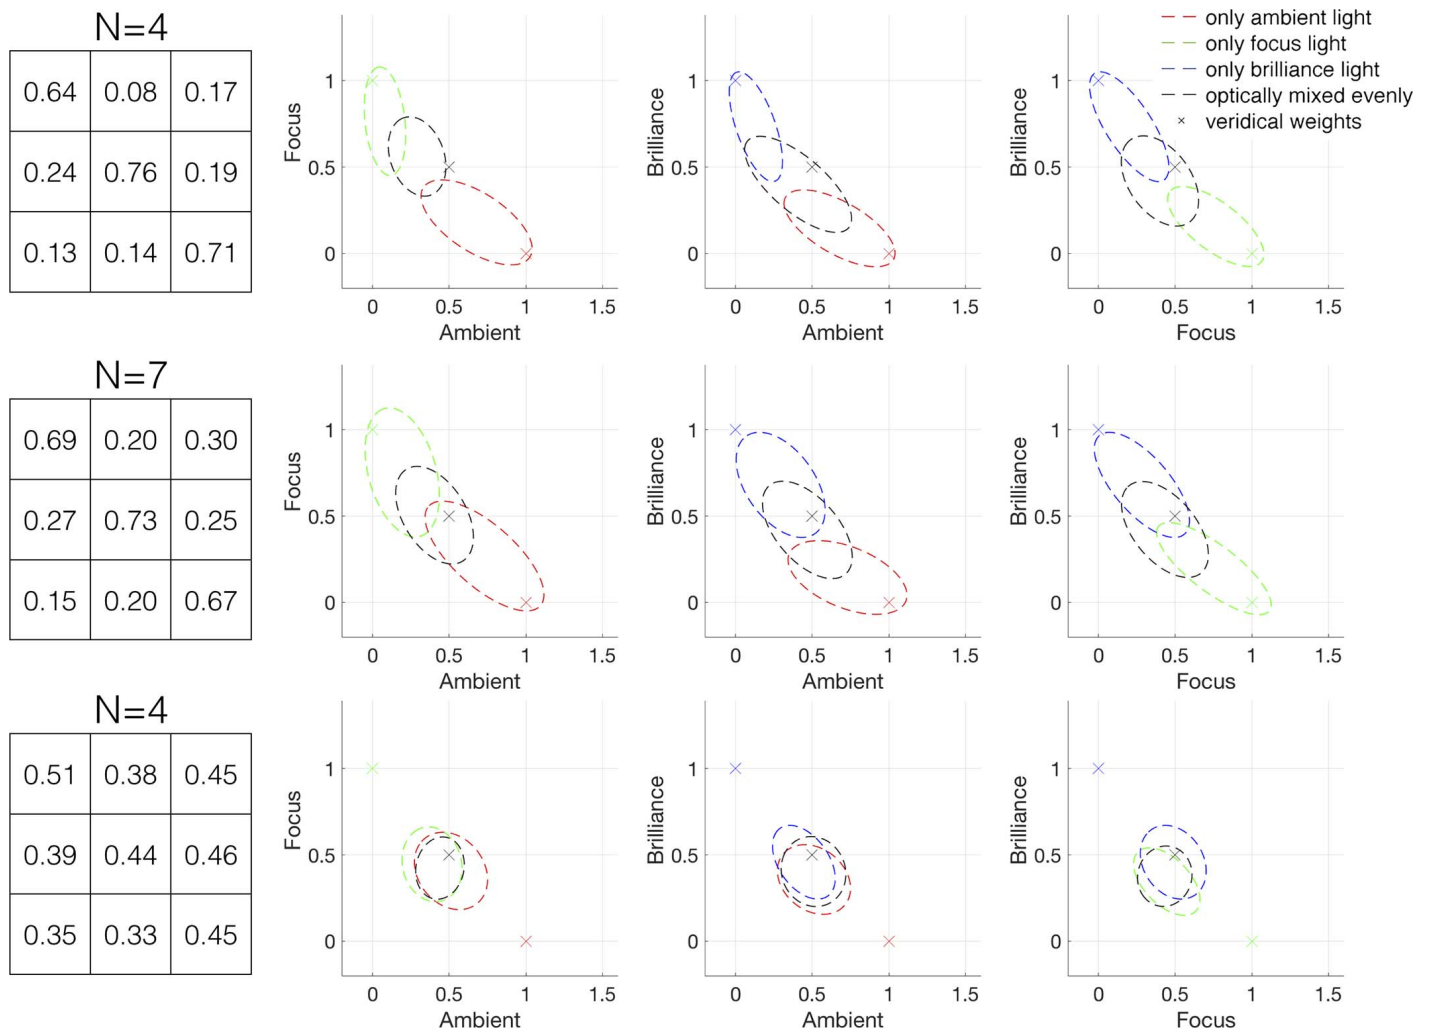 N=4
0.64 0.08 0.17
0.24 0.76 0.19
0.13 0.14 0.71
Focus
1
0.5
0
0 0.5 1 1.5
Ambient
Brilliance
1
0.5
0
0 0.5 1 1.5
Ambient
Brilliance
1
0.5
0
0 0.5 1 1.5
Focus
only ambient light
only focus light
only brilliance light
optically mixed evenly
veridical weights
N=7
0.69 0.20 0.30
0.27 0.73 0.25
0.15 0.20 0.67
Focus
1
0.5
0
0 0.5 1 1.5
Ambient
Brilliance
1
0.5
0
0 0.5 1 1.5
Ambient
Brilliance
1
0.5
0
0 0.5 1 1.5
Focus
N=4
0.51 0.38 0.45
0.39 0.44 0.46
0.35 0.33 0.45
Focus
1
0.5
0
0 0.5 1 1.5
Ambient
Brilliance
1
0.5
0
0 0.5 1 1.5
Ambient
Brilliance
1
0.5
0
0 0.5 1 1.5
Focus